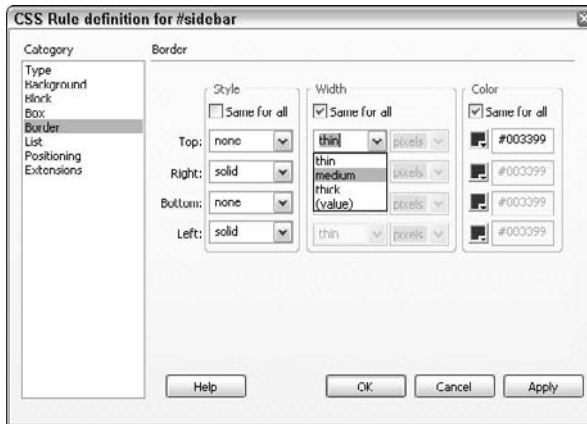 CSS Rule definition for #sidebar
Category
Border
Type
Background
Block
Box
Border
List
Positioning
Extensions
Style
Width
Color
Same for all
Same for all
Same for all
Top:
none
thin
pixels
#003399
thin
medium
thick
(value)
Right:
solid
pixels
#003399
Bottom:
none
pixels
#003399
Left:
solid
thin
pixels
#003399
Help
OK
Cancel
Apply